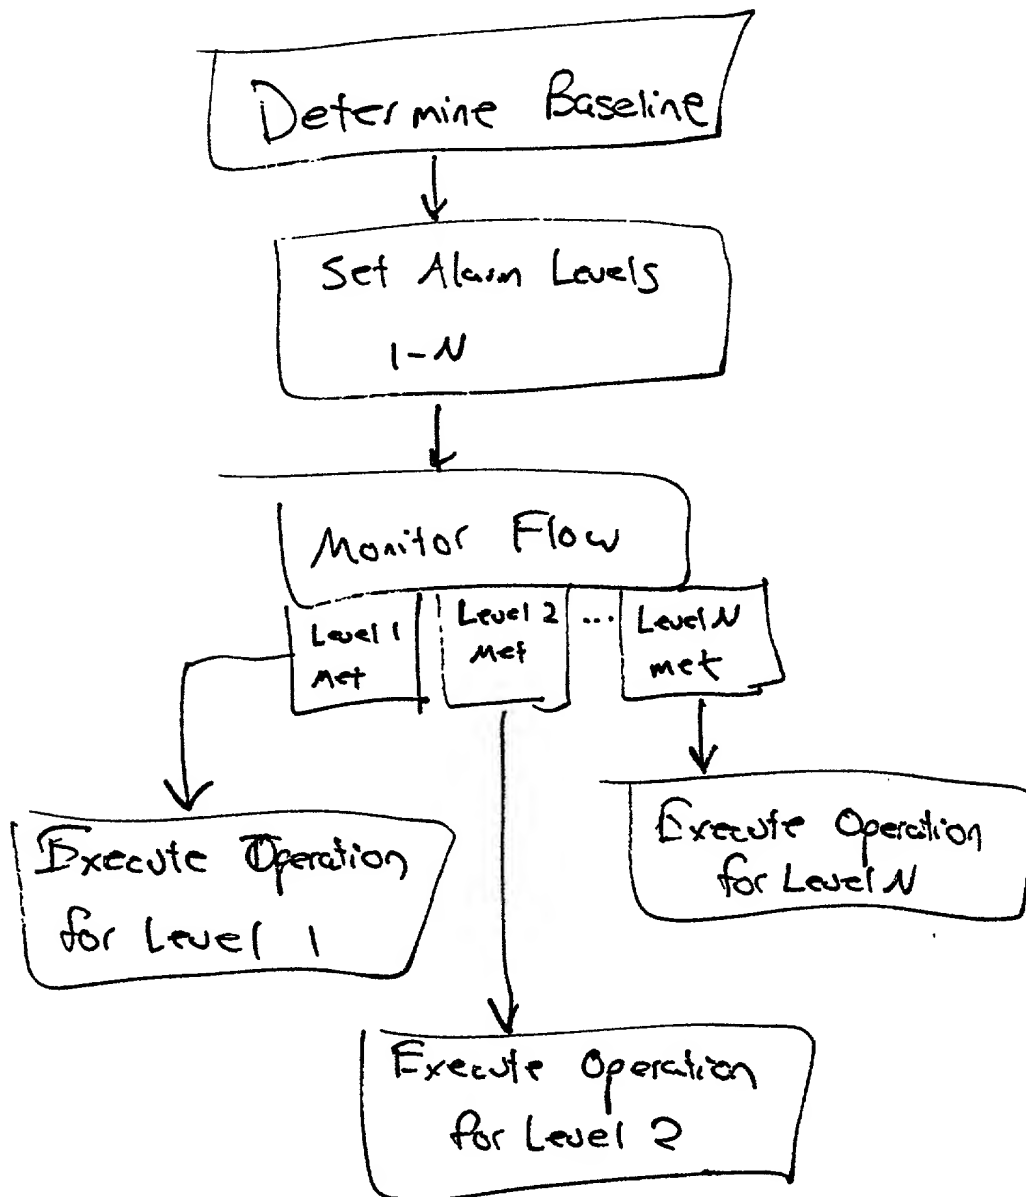 Determine Baseline
Set Alarm Levels
1-N
Monitor Flow
Level 1
Met
Level 2
Met
...
Level N
met
Execute Operation
for Level 1
Execute Operation
for Level N
Execute Operation
for Level 2